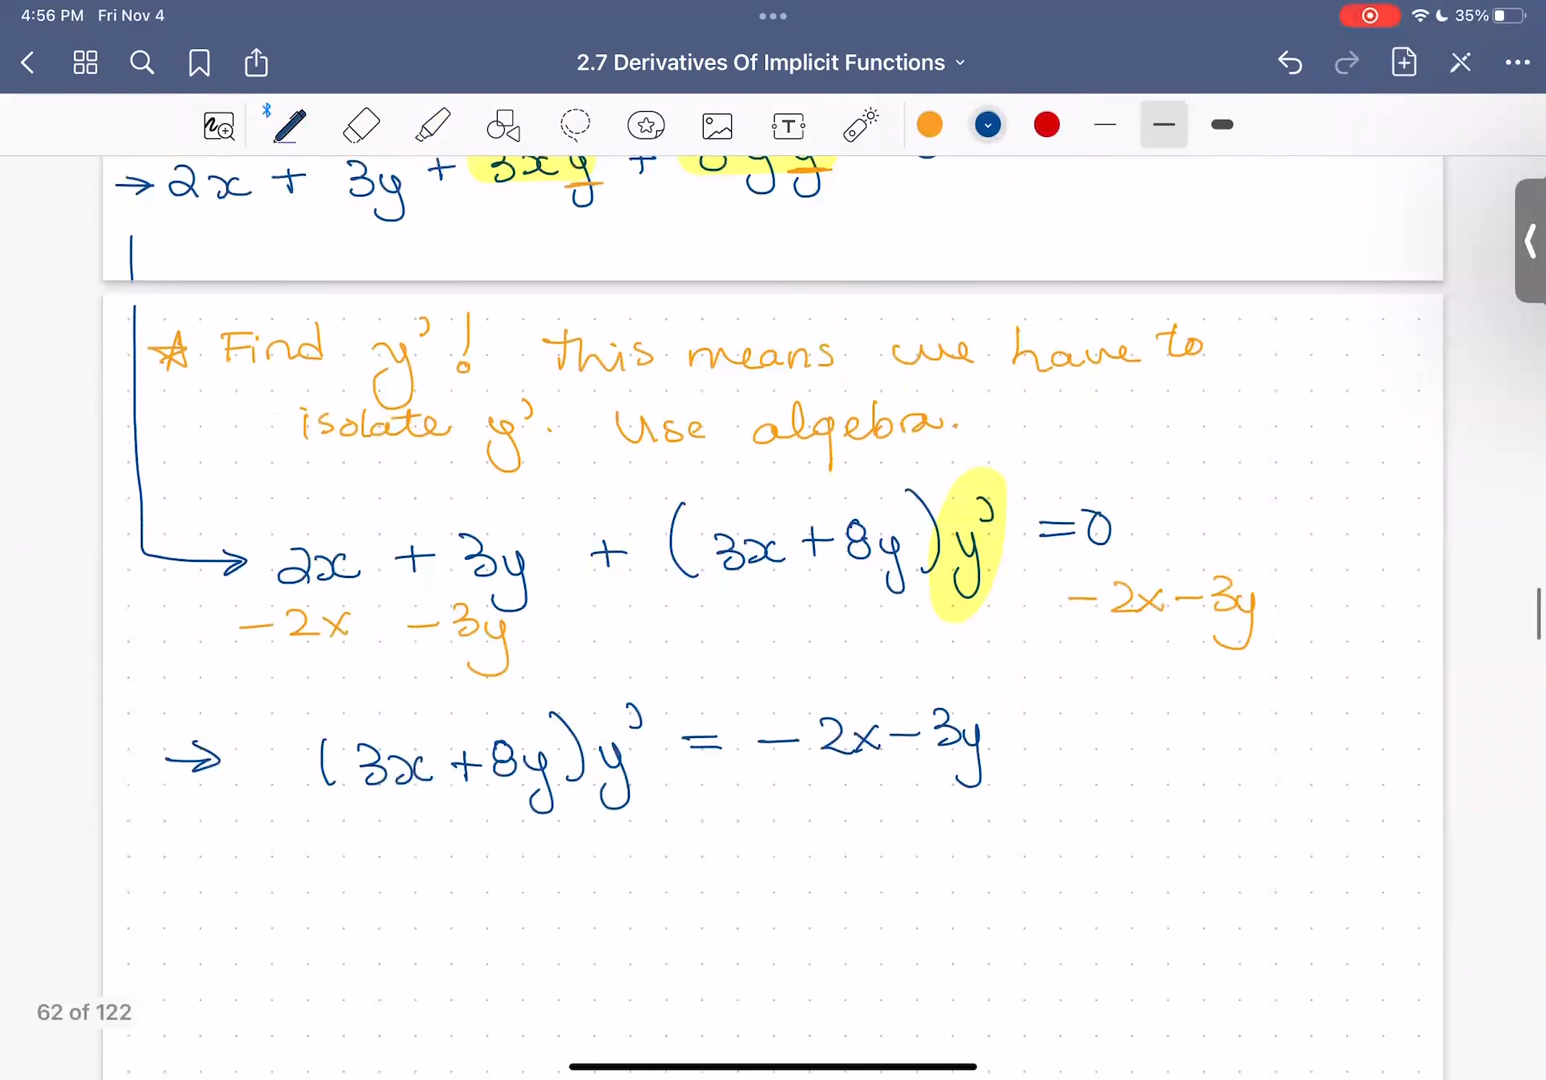 4:56 PM Fri Nov 4
35%
2.7 Derivatives Of Implicit Functions
T
→ 2x + 3y + 3xy + 8yy
☆ Find y'! this means we have to
isolate y'. Use algebra.
→ 2x + 3y + (3x + 8y) y' = 0
- 2x - 3y - 2x - 3y
→ (3x + 8y) y' = - 2x - 3y
62 of 122